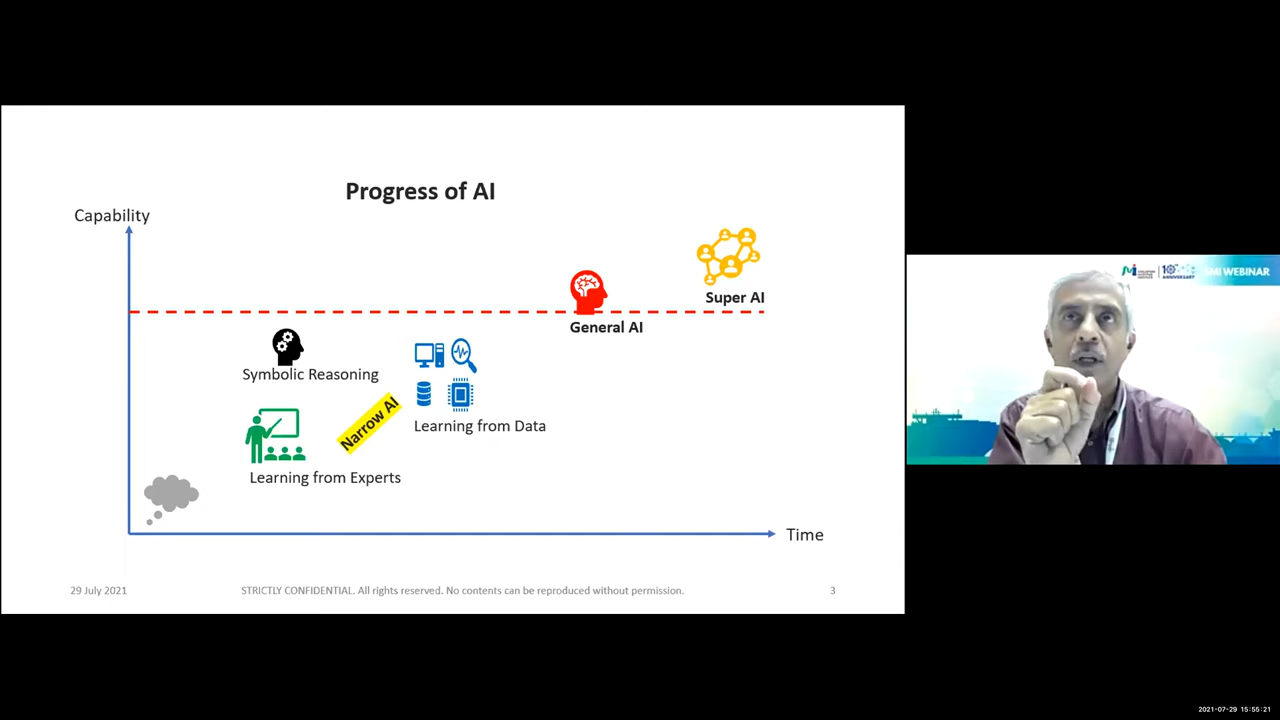 Progress of AI
Capability
Super AI
General AI
Symbolic Reasoning
Narrow AI
Learning from Data
Learning from Experts
Time
29 July 2021
STRICTLY CONFIDENTIAL. All rights reserved. No contents can be reproduced without permission.
3
WEBINAR
2021-07-29 15:55:21